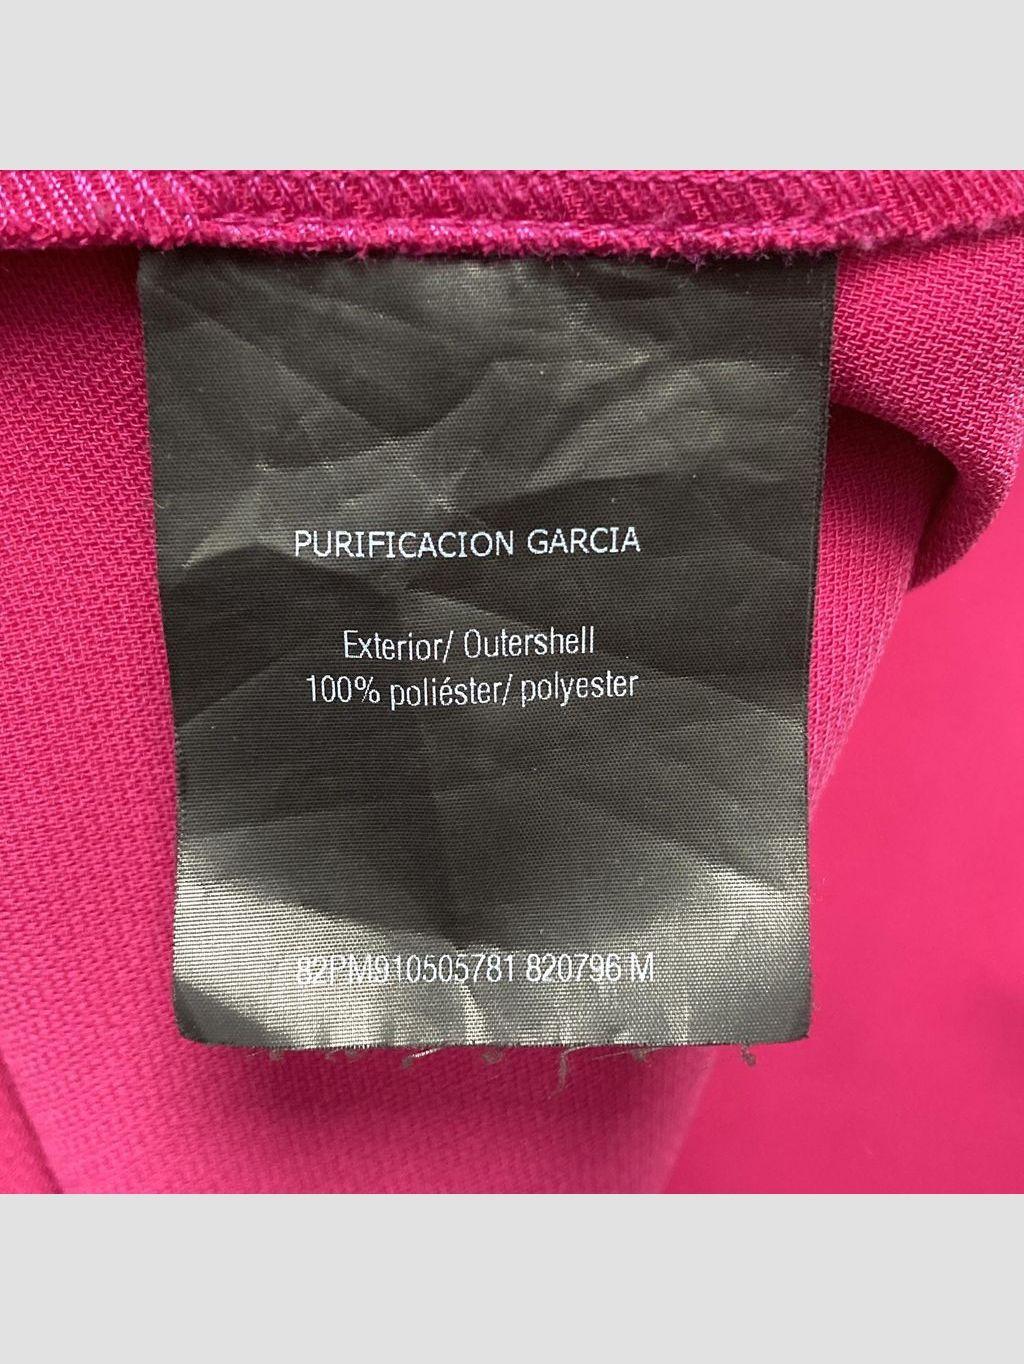 PURIFICACION GARCIA
Exterior/ Outershell
100% poliéster/ polyester
82PM910505781 820796 M